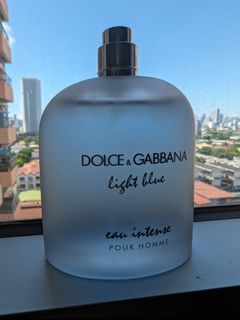 DOLCE & GABBANA
light blue
eau intense
POUR HOMME